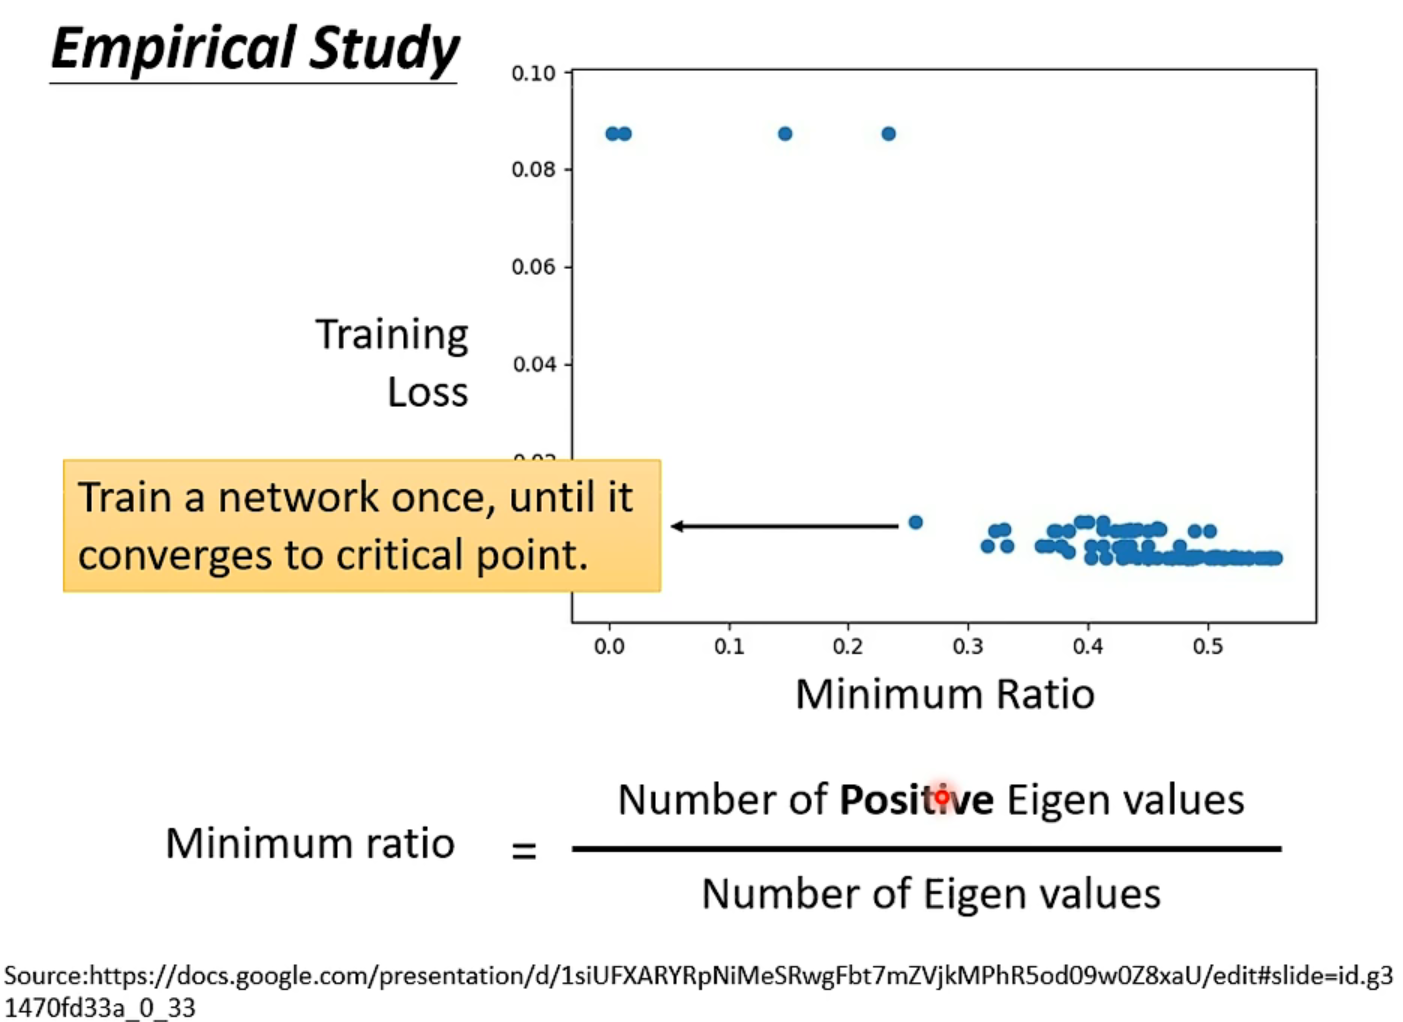 Empirical Study
0.10
0.08
0.06
Training
Loss
0.04
Train a network once, until it
converges to critical point.
0.0 0.1 0.2 0.3 0.4 0.5
Minimum Ratio
Number of Positive Eigen values
Minimum ratio =
Number of Eigen values
Source:https://docs.google.com/presentation/d/1siUFXARYRpNiMeSRwgFbt7mZVjkMPhR5od09w0Z8xaU/edit#slide=id.g3
1470fd33a_0_33